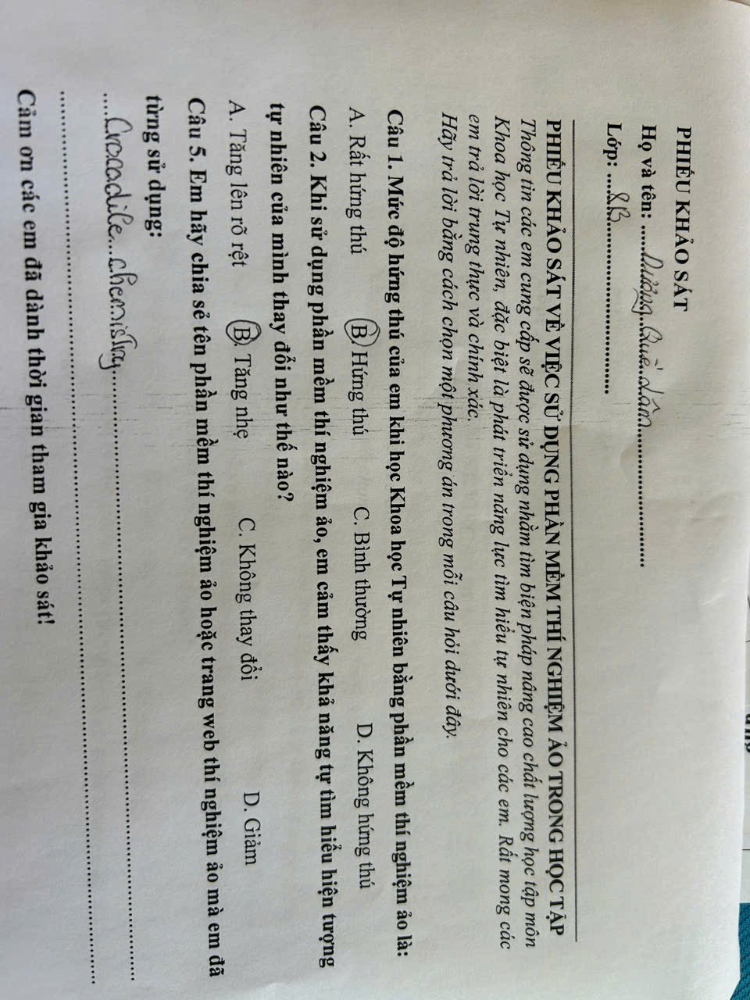 PHIẾU KHẢO SÁT
Họ và tên: .....Dương Quế Lâm..........
Lớp: ....8B..........
PHIẾU KHẢO SÁT VỀ VIỆC SỬ DỤNG PHẦN MỀM THÍ NGHIỆM ẢO TRONG HỌC TẬP
Thông tin các em cung cấp sẽ được sử dụng nhằm tìm biện pháp nâng cao chất lượng học tập môn
Khoa học Tự nhiên, đặc biệt là phát triển năng lực tìm hiểu tự nhiên cho các em. Rất mong các
em trả lời trung thực và chính xác.
Hãy trả lời bằng cách chọn một phương án trong mỗi câu hỏi dưới đây.
Câu 1. Mức độ hứng thú của em khi học Khoa học Tự nhiên bằng phần mềm thí nghiệm ảo là:
A. Rất hứng thú B. Hứng thú C. Bình thường D. Không hứng thú
Câu 2. Khi sử dụng phần mềm thí nghiệm ảo, em cảm thấy khả năng tự tìm hiểu hiện tượng
tự nhiên của mình thay đổi như thế nào?
A. Tăng lên rõ rệt B. Tăng nhẹ C. Không thay đổi D. Giảm
Câu 5. Em hãy chia sẻ tên phần mềm thí nghiệm ảo hoặc trang web thí nghiệm ảo mà em đã
từng sử dụng:
....Crocodile...chemistry..........
Cảm ơn các em đã dành thời gian tham gia khảo sát!